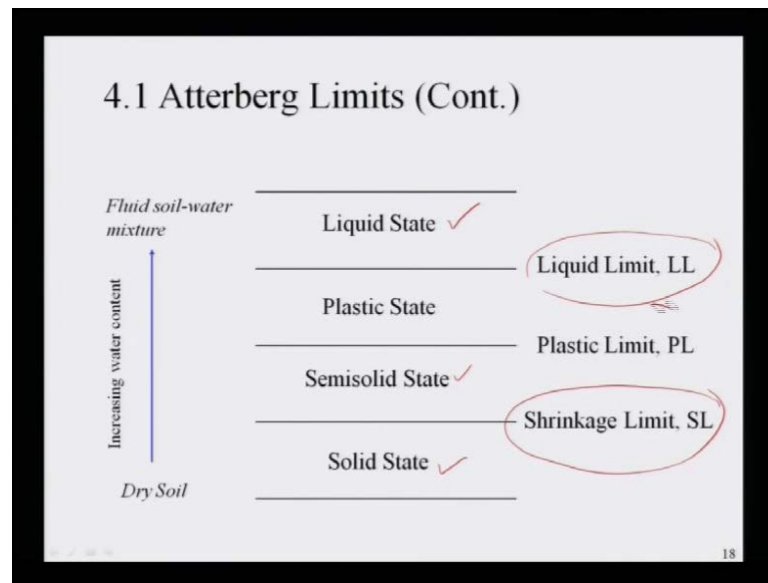 4.1 Atterberg Limits (Cont.)
Fluid soil-water
mixture
Increasing water content
Dry Soil
Liquid State
Liquid Limit, LL
Plastic State
Plastic Limit, PL
Semisolid State
Shrinkage Limit, SL
Solid State
18